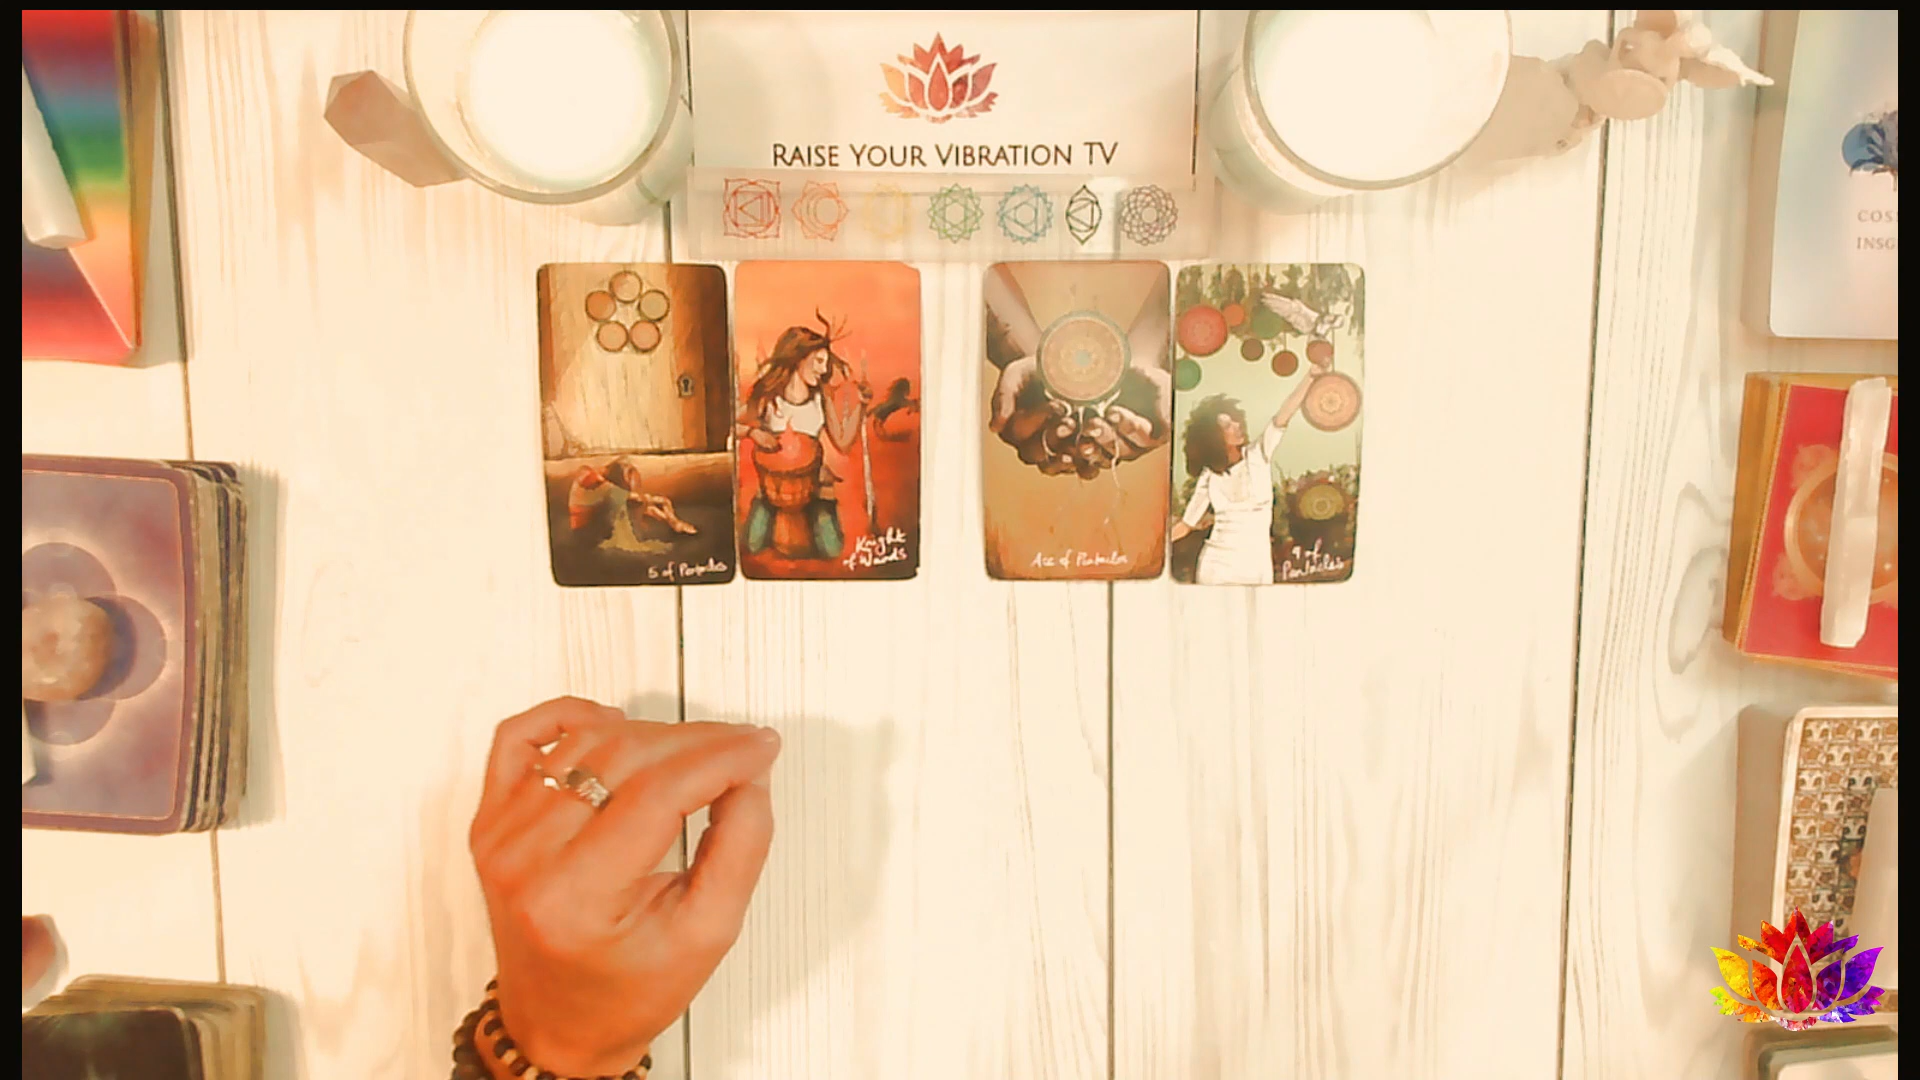 RAISE YOUR VIBRATION TV
5 of Pentacles
Knight
of Wands
Ace of Pentacles
9 of
Pentacles